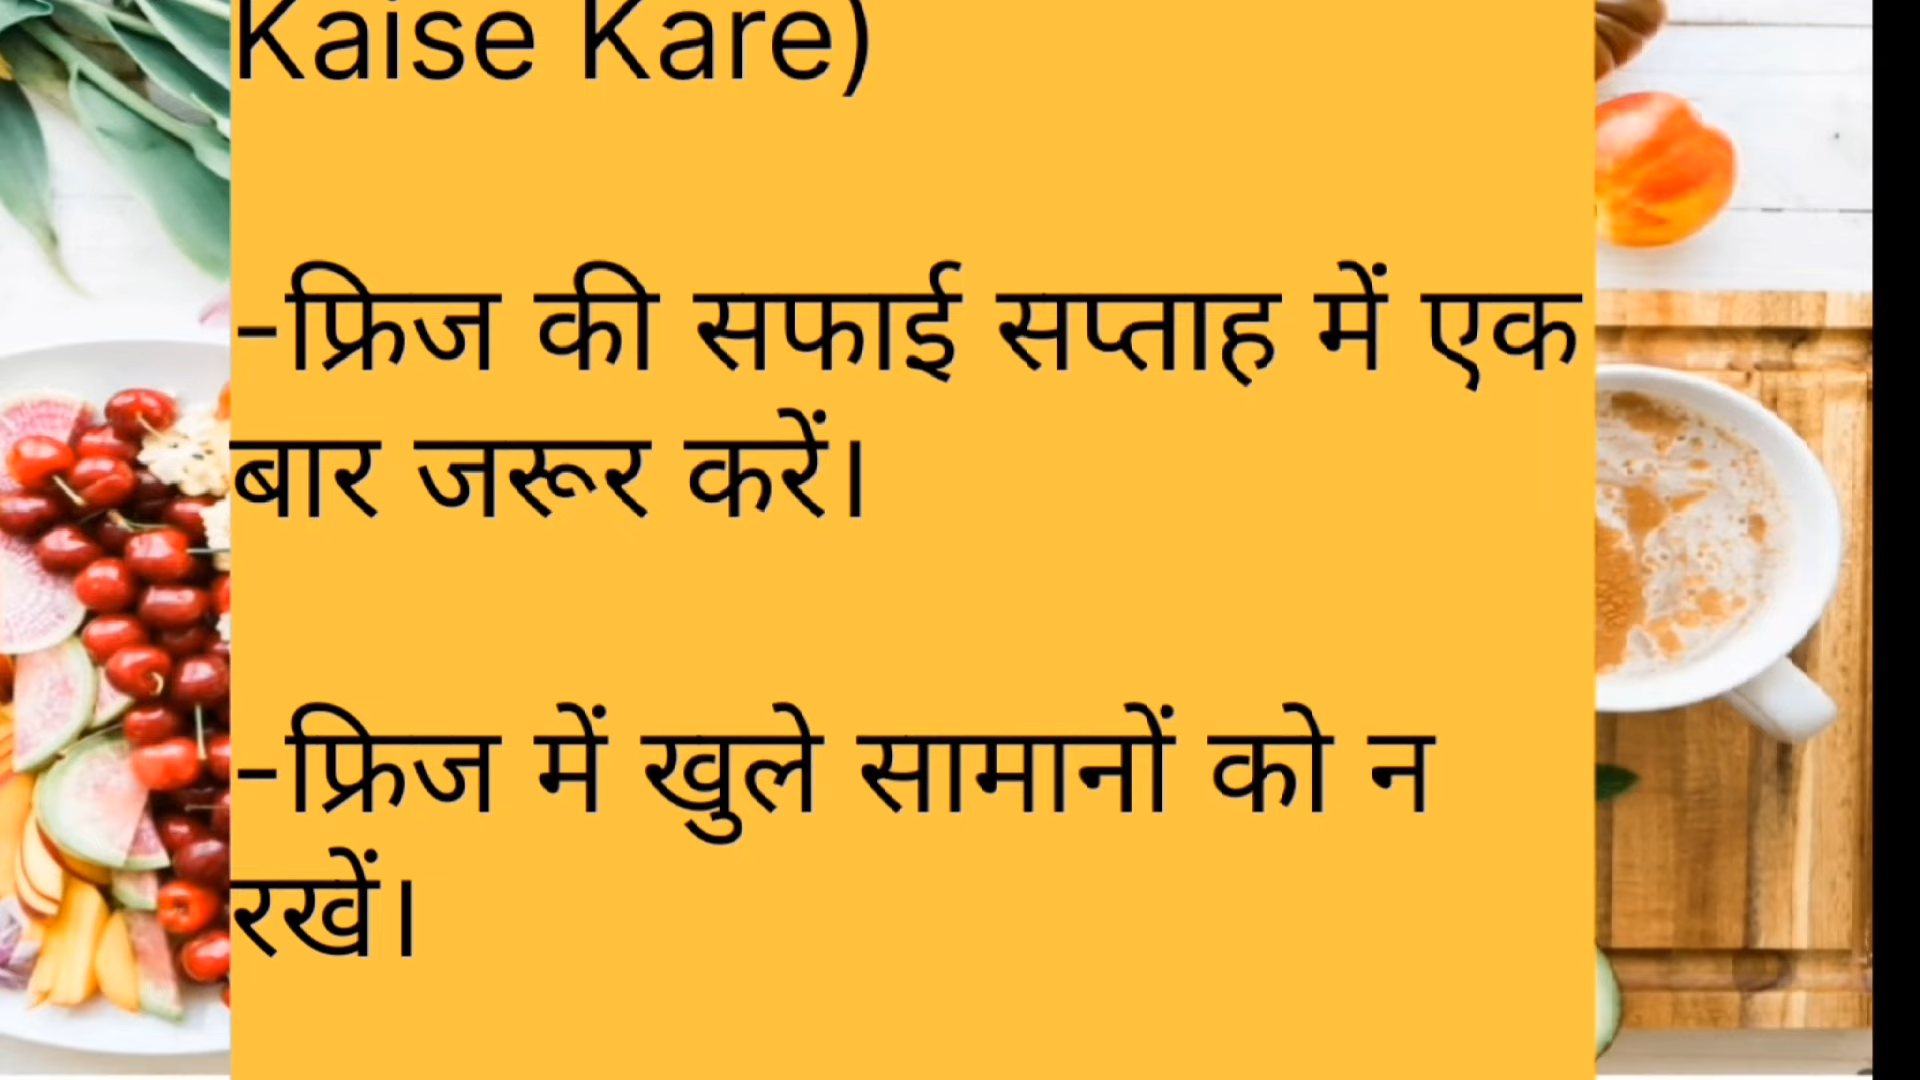 Kaise Kare)
-फ्रिज की सफाई सप्ताह में एक
बार जरूर करें।
-फ्रिज में खुले सामानों को न
रखें।